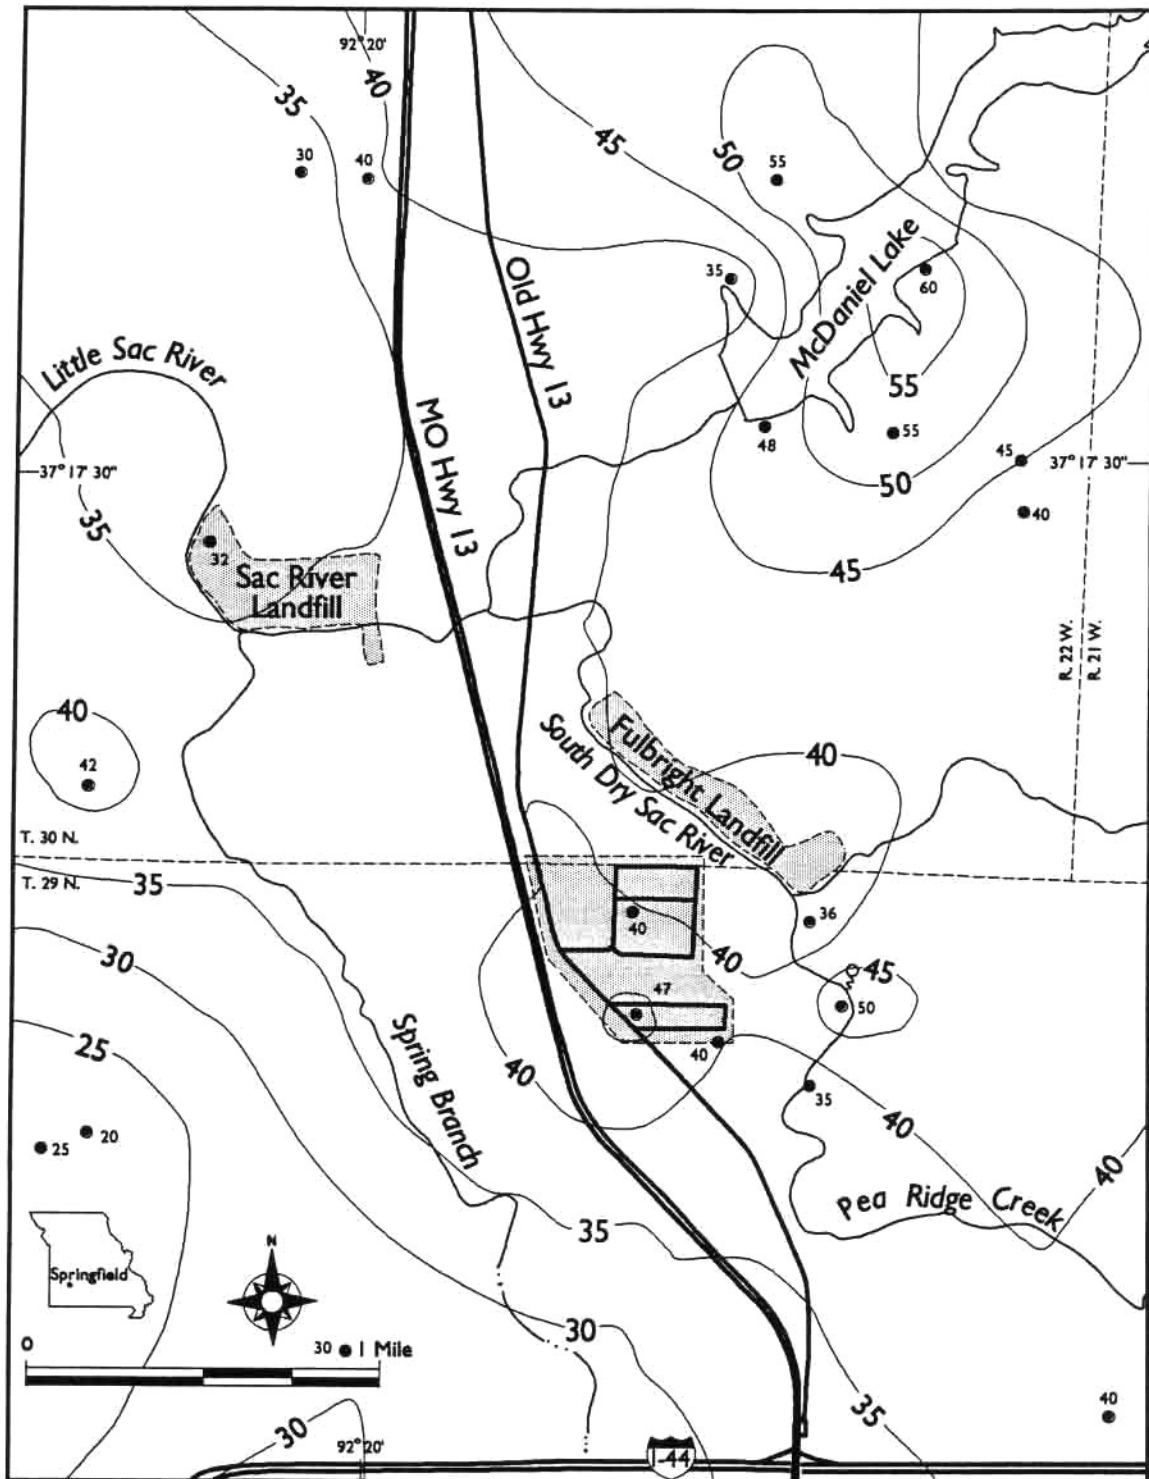 92° 20'
35
40
45
50
55
30
40
35
McDaniel Lake
60
Old Hwy 13
Little Sac River
MO Hwy 13
55
48
55
45
37° 17' 30"
37° 17' 30"
50
40
35
32
Sac River
Landfill
45
R. 22 W.
R. 21 W.
40
42
South Dry Sac River
Fulbright Landfill
40
T. 30 N.
T. 29 N.
35
36
40
40
30
45
47
50
25
Spring Branch
40
40
35
40
40
20
25
Pea Ridge Creek
35
Springfield
N
30
0
30
1 Mile
35
40
30
92° 20'
I-44